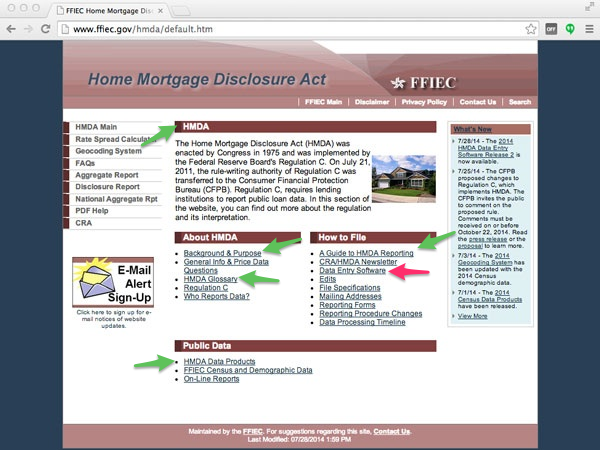 FFIEC Home Mortgage Disc
www.ffiec.gov/hmda/default.htm
OFF
Home Mortgage Disclosure Act
FFIEC
FFIEC Main | Disclaimer | Privacy Policy | Contact Us | Search
HMDA Main
Rate Spread Calculator
Geocoding System
FAQs
Aggregate Report
Disclosure Report
National Aggregate Rpt
PDF Help
CRA
E-Mail
Alert
Sign-Up
Click here to sign up for e-
mail notices of website
updates.
HMDA
The Home Mortgage Disclosure Act (HMDA) was
enacted by Congress in 1975 and was implemented by
the Federal Reserve Board's Regulation C. On July 21,
2011, the rule-writing authority of Regulation C was
transferred to the Consumer Financial Protection
Bureau (CFPB). Regulation C, requires lending
institutions to report public loan data. In this section of
the website, you can find out more about the regulation
and its interpretation.
About HMDA
Background & Purpose
General Info & Price Data
Questions
HMDA Glossary
Regulation C
Who Reports Data?
How to File
A Guide to HMDA Reporting
CRA/HMDA Newsletter
Data Entry Software
Edits
File Specifications
Mailing Addresses
Reporting Forms
Reporting Procedure Changes
Data Processing Timeline
Public Data
HMDA Data Products
FFIEC Census and Demographic Data
On-Line Reports
What's New
7/28/14 - The 2014
HMDA Data Entry
Software Release 2 is
now available.
7/25/14 - The CFPB
proposed changes to
Regulation C, which
implements HMDA. The
CFPB invites the public
to comment on the
proposed rule.
Comments must be
received on or before
October 22, 2014. Read
the press release or the
proposal to learn more.
7/3/14 - The 2014
Geocoding System has
been updated with the
2014 Census
demographic data.
7/1/14 - The 2014
Census Data Products
have been released.
View More
Maintained by the FFIEC. For suggestions regarding this site, Contact Us.
Last Modified: 07/28/2014 1:59 PM